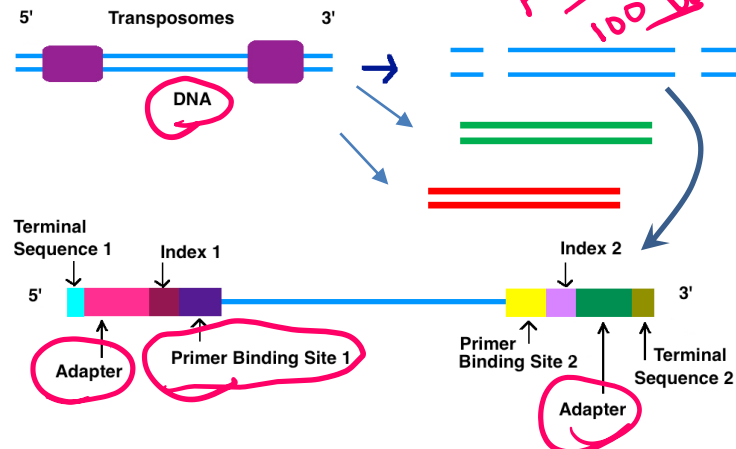 5' Transposomes 3'
100
DNA
Terminal
Sequence 1
Index 1
Index 2
5'
3'
Adapter
Primer Binding Site 1
Primer
Binding Site 2
Terminal
Sequence 2
Adapter